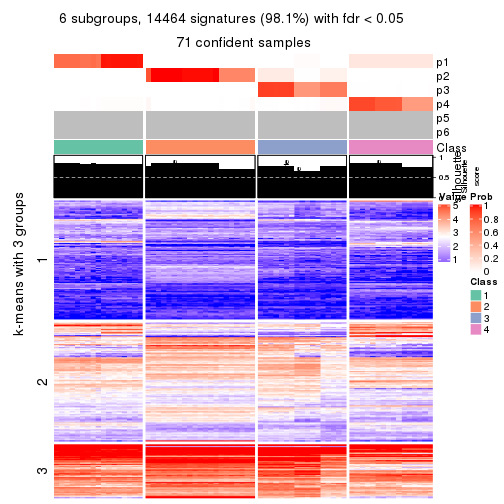 6 subgroups, 14464 signatures (98.1%) with fdr < 0.05
71 confident samples
p1
p2
p3
p4
p5
p6
Class
1
0.5
silhouette
silhouette
score
k-means with 3 groups
1
2
3
Value
5
4
3
2
1
Prob
1
0.8
0.6
0.4
0.2
0
Class
1
2
3
4